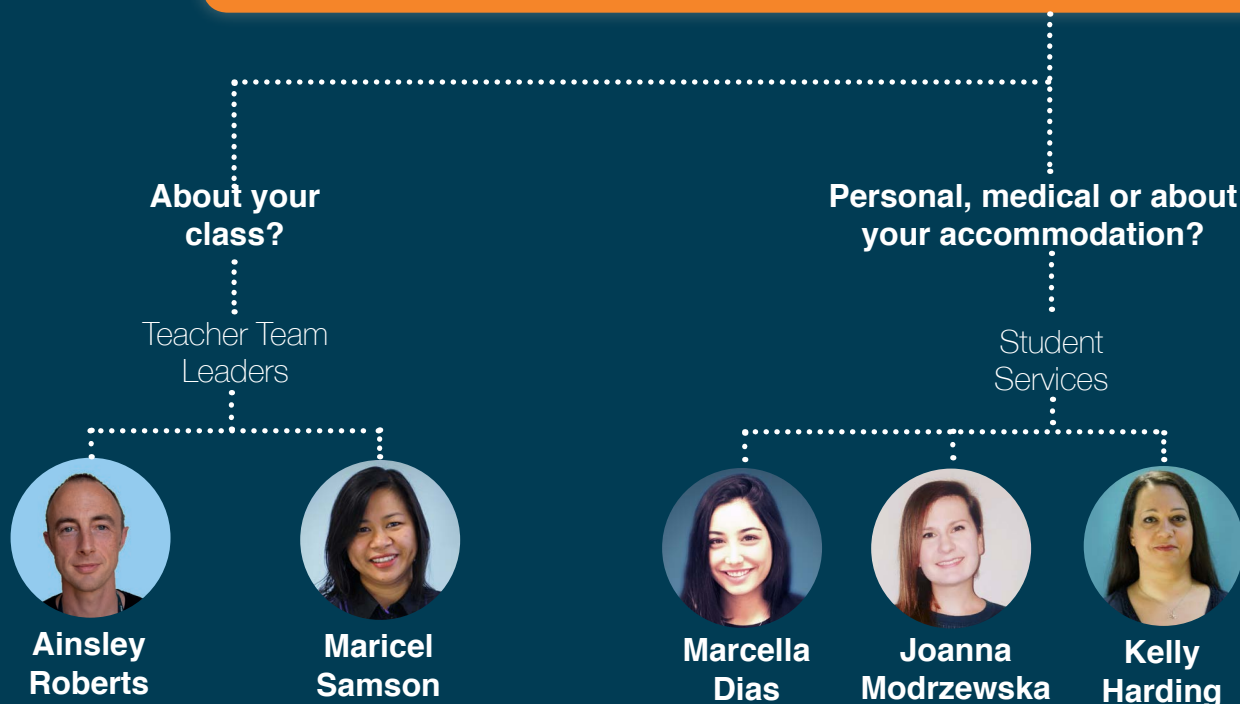 About your
class?
Personal, medical or about
your accommodation?
Teacher Team
Leaders
Student
Services
Ainsley
Roberts
Maricel
Samson
Marcella
Dias
Joanna
Modrzewska
Kelly
Harding